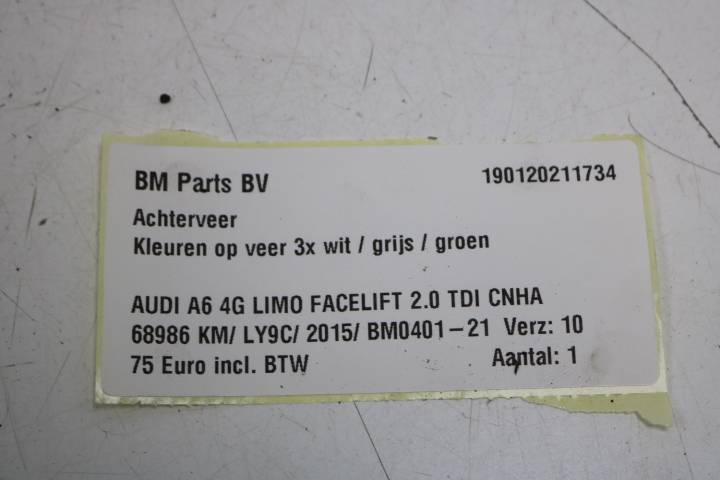 BM Parts BV 190120211734
Achterveer
Kleuren op veer 3x wit / grijs / groen
AUDI A6 4G LIMO FACELIFT 2.0 TDI CNHA
68986 KM/ LY9C/ 2015/ BM0401-21 Verz: 10
75 Euro incl. BTW Aantal: 1